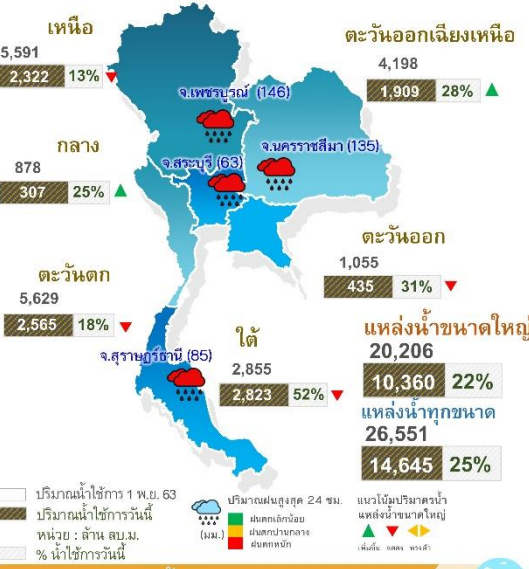 เหนือ
5,591
2,322 13%
ตะวันออกเฉียงเหนือ
4,198
1,909 28%
จ.เพชรบูรณ์ (146)
กลาง
878
307 25%
จ.สระบุรี (63)
จ.นครราชสีมา (135)
ตะวันออก
1,055
435 31%
ตะวันตก
5,629
2,565 18%
จ.สุราษฎร์ธานี (85)
ใต้
2,855
2,823 52%
แหล่งน้ำขนาดใหญ่
20,206
10,360 22%
แหล่งน้ำทุกขนาด
26,551
14,645 25%
ปริมาณน้ำใช้การ 1 พ.ย. 63
ปริมาณน้ำใช้การวันนี้
หน่วย : ล้าน ลบ.ม.
% น้ำใช้การวันนี้
ปริมาณฝนสูงสุด 24 ชม.
(มม.)
ฝนตกเล็กน้อย
ฝนตกปานกลาง
ฝนตกหนัก
แนวโน้มปริมาตรน้ำ
แหล่งน้ำขนาดใหญ่
เพิ่มขึ้น ลดลง ทรงตัว